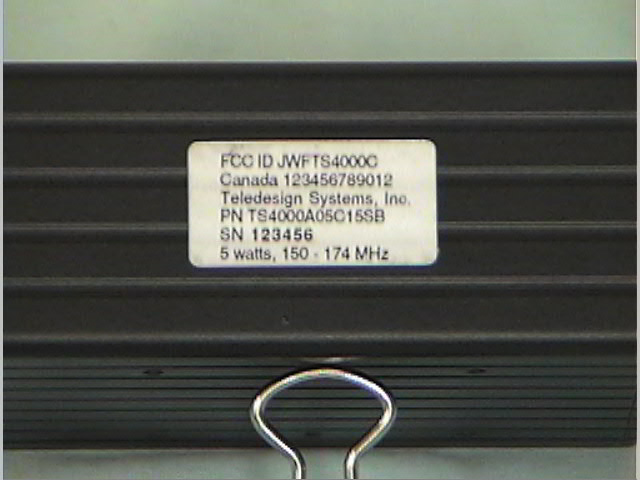 FCC ID JWFTS4000C
Canada 123456789012
Teledesign Systems, Inc.
PN TS4000A05C15SB
SN 123456
5 watts, 150 - 174 MHz